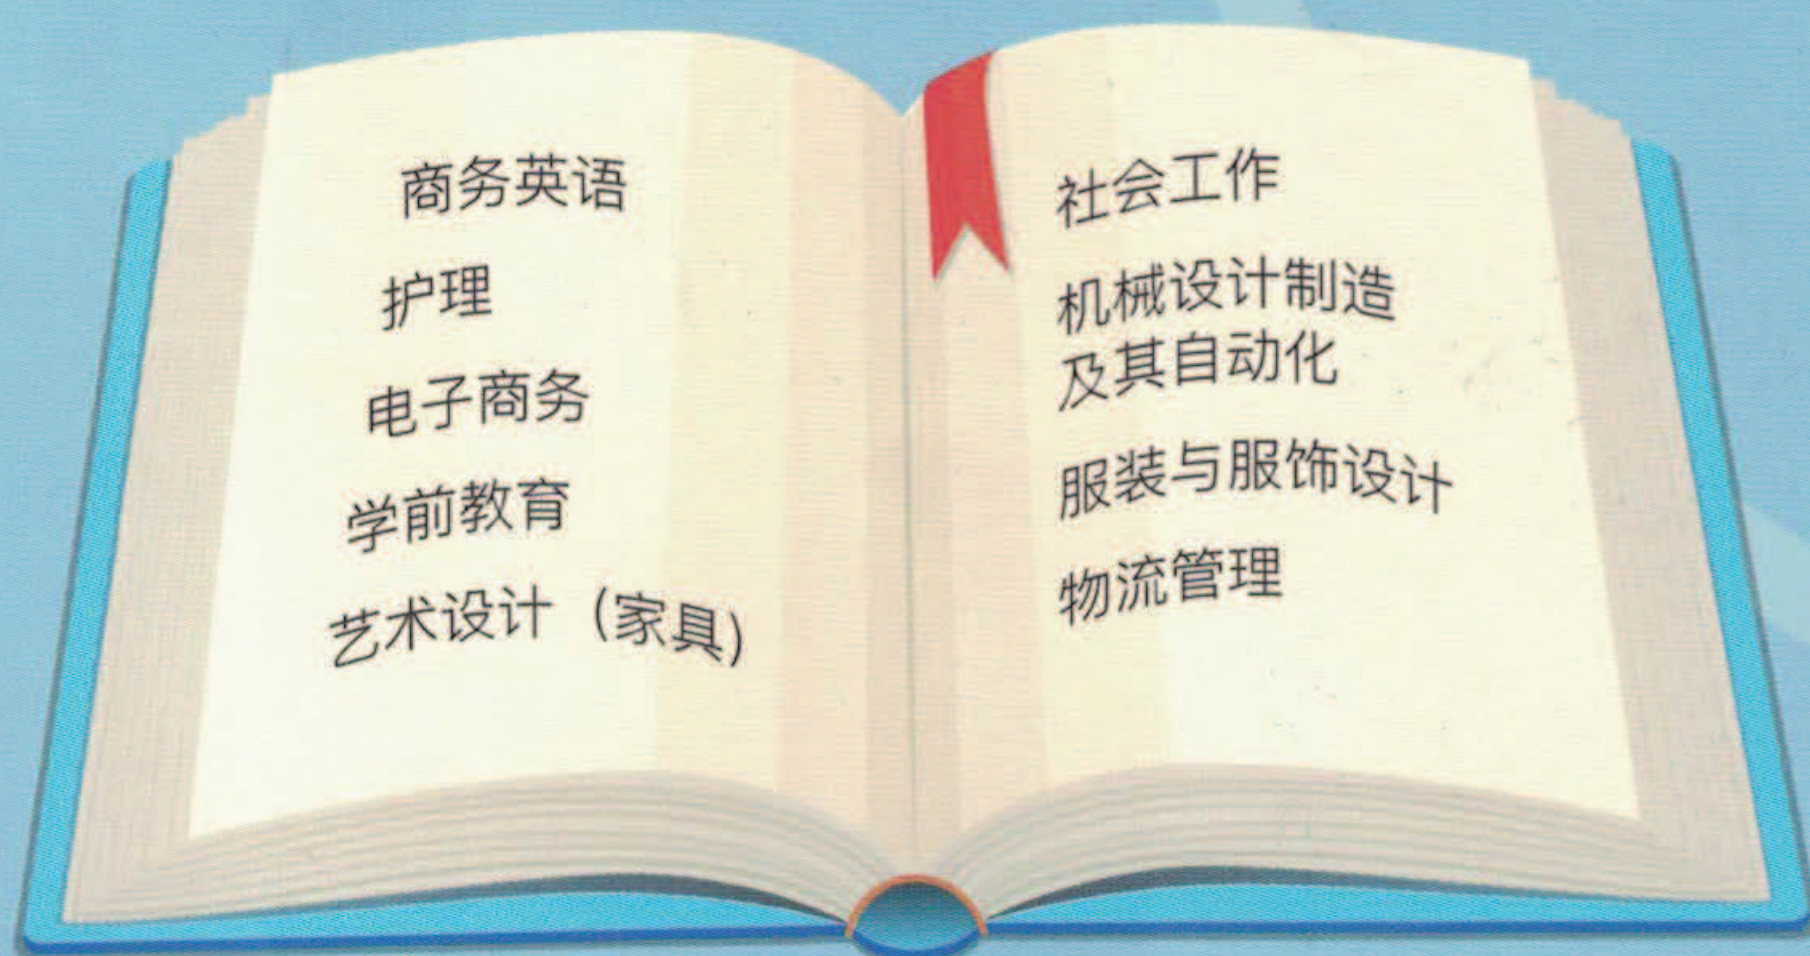 商务英语
护理
电子商务
学前教育
艺术设计（家具）
社会工作
机械设计制造
及其自动化
服装与服饰设计
物流管理